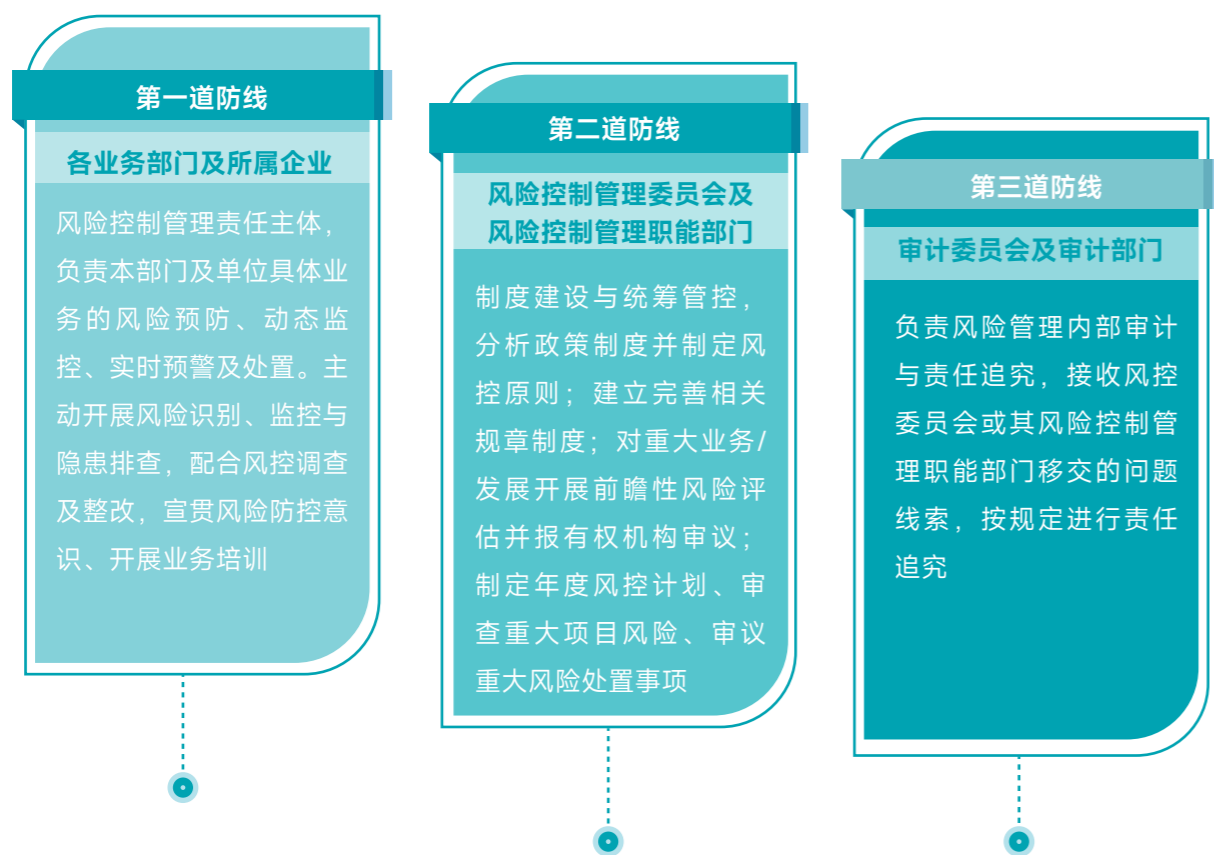 第一道防线
各业务部门及所属企业
风险控制管理责任主体，
负责本部门及单位具体业
务的风险预防、动态监
控、实时预警及处置。主
动开展风险识别、监控与
隐患排查，配合风控调查
及整改，宣贯风险防控意
识、开展业务培训
第二道防线
风险控制管理委员会及
风险控制管理职能部门
制度建设与统筹管控，
分析政策制度并制定风
控原则；建立完善相关
规章制度；对重大业务/
发展开展前瞻性风险评
估并报有权机构审议；
制定年度风控计划、审
查重大项目风险、审议
重大风险处置事项
第三道防线
审计委员会及审计部门
负责风险管理内部审计
与责任追究，接收风控
委员会或其风险控制管
理职能部门移交的问题
线索，按规定进行责任
追究